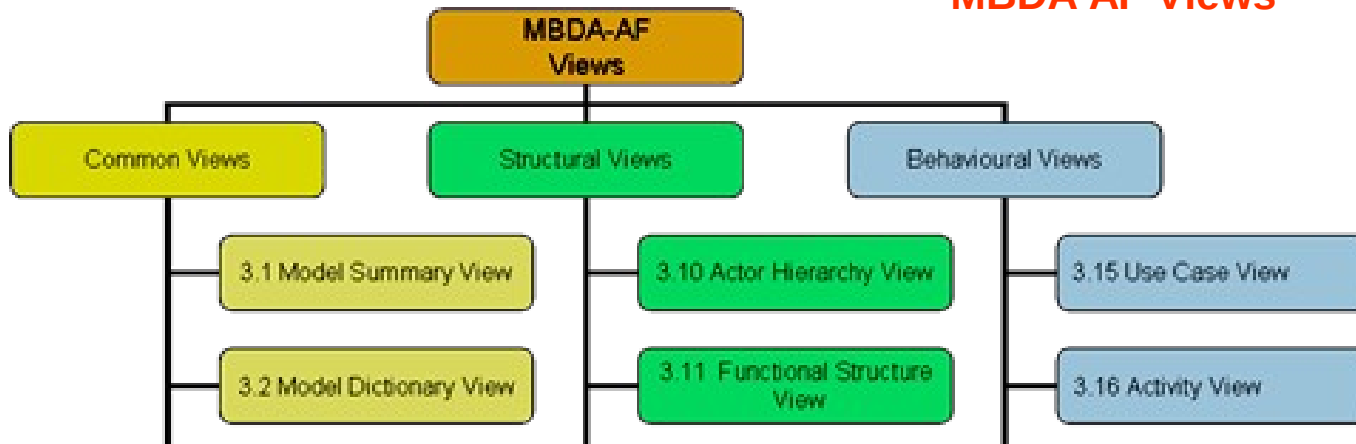 MBDA-AF Views
MBDA-AF
Views
Common Views
Structural Views
Behavioural Views
3.1 Model Summary View
3.10 Actor Hierarchy View
3.15 Use Case View
3.2 Model Dictionary View
3.11 Functional Structure
View
3.16 Activity View